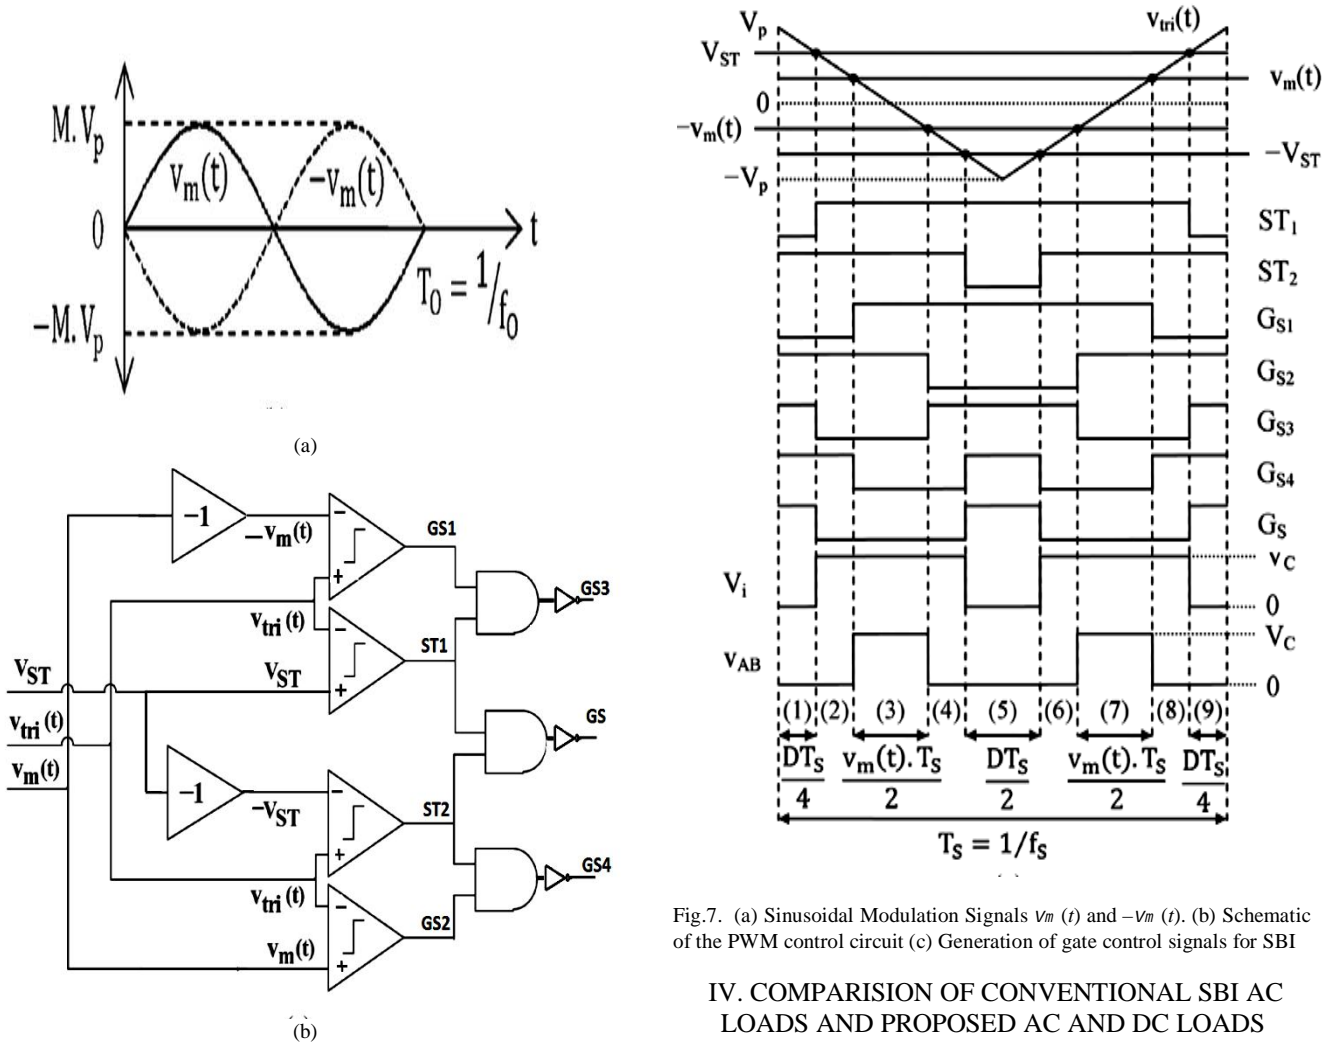 M.Vp
vm(t)
−vm(t)
0
t
T0 = 1/f0
−M.Vp
(a)
−1
−vm(t)
−
+
GS1
GS3
vtri(t)
−
ST1
VST
VST
+
GS
vtri(t)
vm(t)
−1
−VST
−
ST2
+
GS4
vtri(t)
−
GS2
vm(t)
+
(b)
Vp
vtri(t)
VST
vm(t)
0
−vm(t)
−VST
−Vp
ST1
ST2
GS1
GS2
GS3
GS4
GS
vC
Vi
0
VC
vAB
0
(1) (2) (3) (4) (5) (6) (7) (8) (9)
DTS/4 vm(t).TS/2 DTS/2 vm(t).TS/2 DTS/4
TS = 1/fS
Fig.7. (a) Sinusoidal Modulation Signals Vm (t) and −Vm (t). (b) Schematic
of the PWM control circuit (c) Generation of gate control signals for SBI
IV. COMPARISION OF CONVENTIONAL SBI AC
LOADS AND PROPOSED AC AND DC LOADS